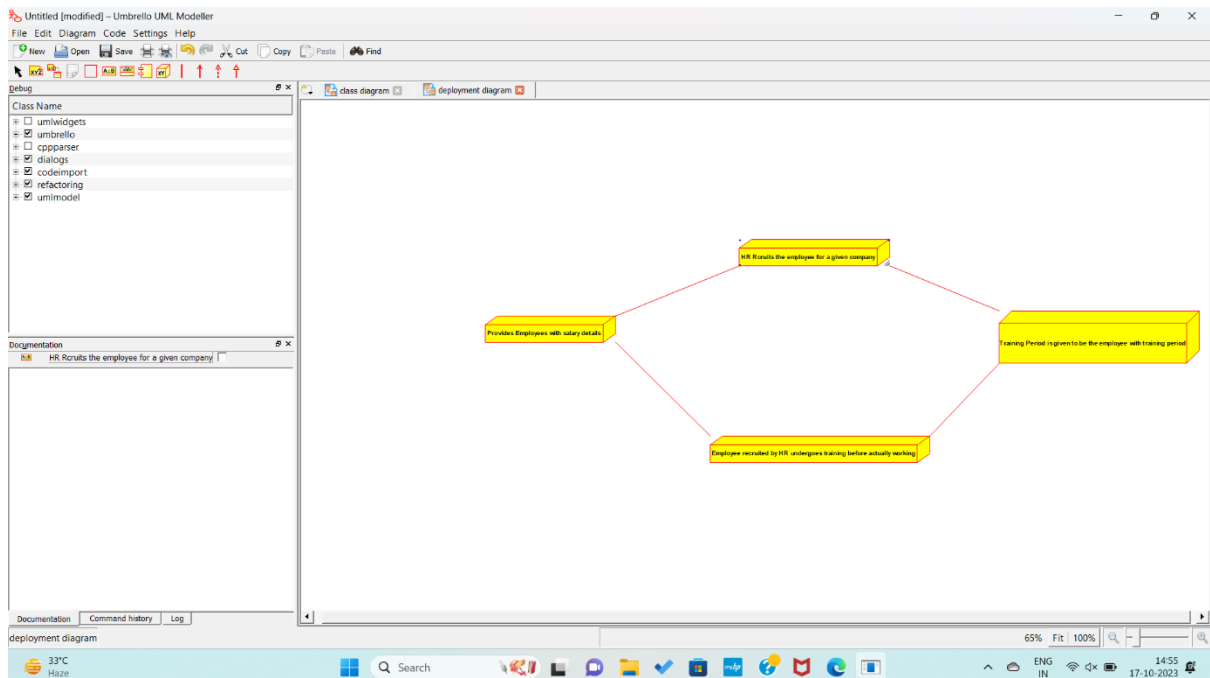 Untitled [modified] – Umbrello UML Modeller
File Edit Diagram Code Settings Help
New Open Save Cut Copy Paste Find
Debug
class diagram deployment diagram
Class Name
umlwidgets
umbrello
cppparser
dialogs
codeimport
refactoring
umlmodel
HR Rcruits the employee for a given company
Provides Employees with salary details
Training Period is given to be the employee with training period
Employee recruited by HR undergoes training before actually working
Documentation
HR Rcruits the employee for a given company
Documentation Command history Log
deployment diagram
65% Fit 100%
33°C
Haze
Search
ENG
IN
14:55
17-10-2023